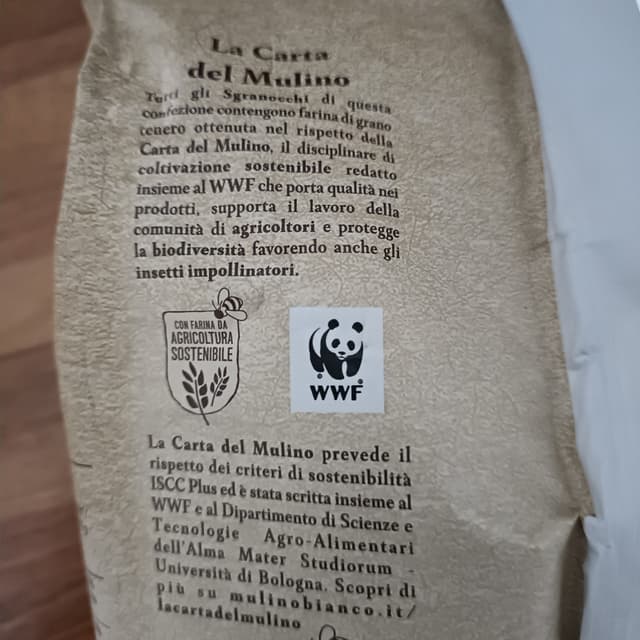 La Carta
del Mulino
Tutti gli Sgranocchi di questa
confezione contengono farina di grano
tenero ottenuta nel rispetto della
Carta del Mulino, il disciplinare di
coltivazione sostenibile redatto
insieme al WWF che porta qualità nei
prodotti, supporta il lavoro della
comunità di agricoltori e protegge
la biodiversità favorendo anche gli
insetti impollinatori.
CON FARINA DA
AGRICOLTURA
SOSTENIBILE
WWF
La Carta del Mulino prevede il
rispetto dei criteri di sostenibilità
ISCC Plus ed è stata scritta insieme al
WWF e al Dipartimento di Scienze e
Tecnologie Agro-Alimentari
dell'Alma Mater Studiorum -
Università di Bologna. Scopri di
più su mulinobianco.it/
lacartadelmulino